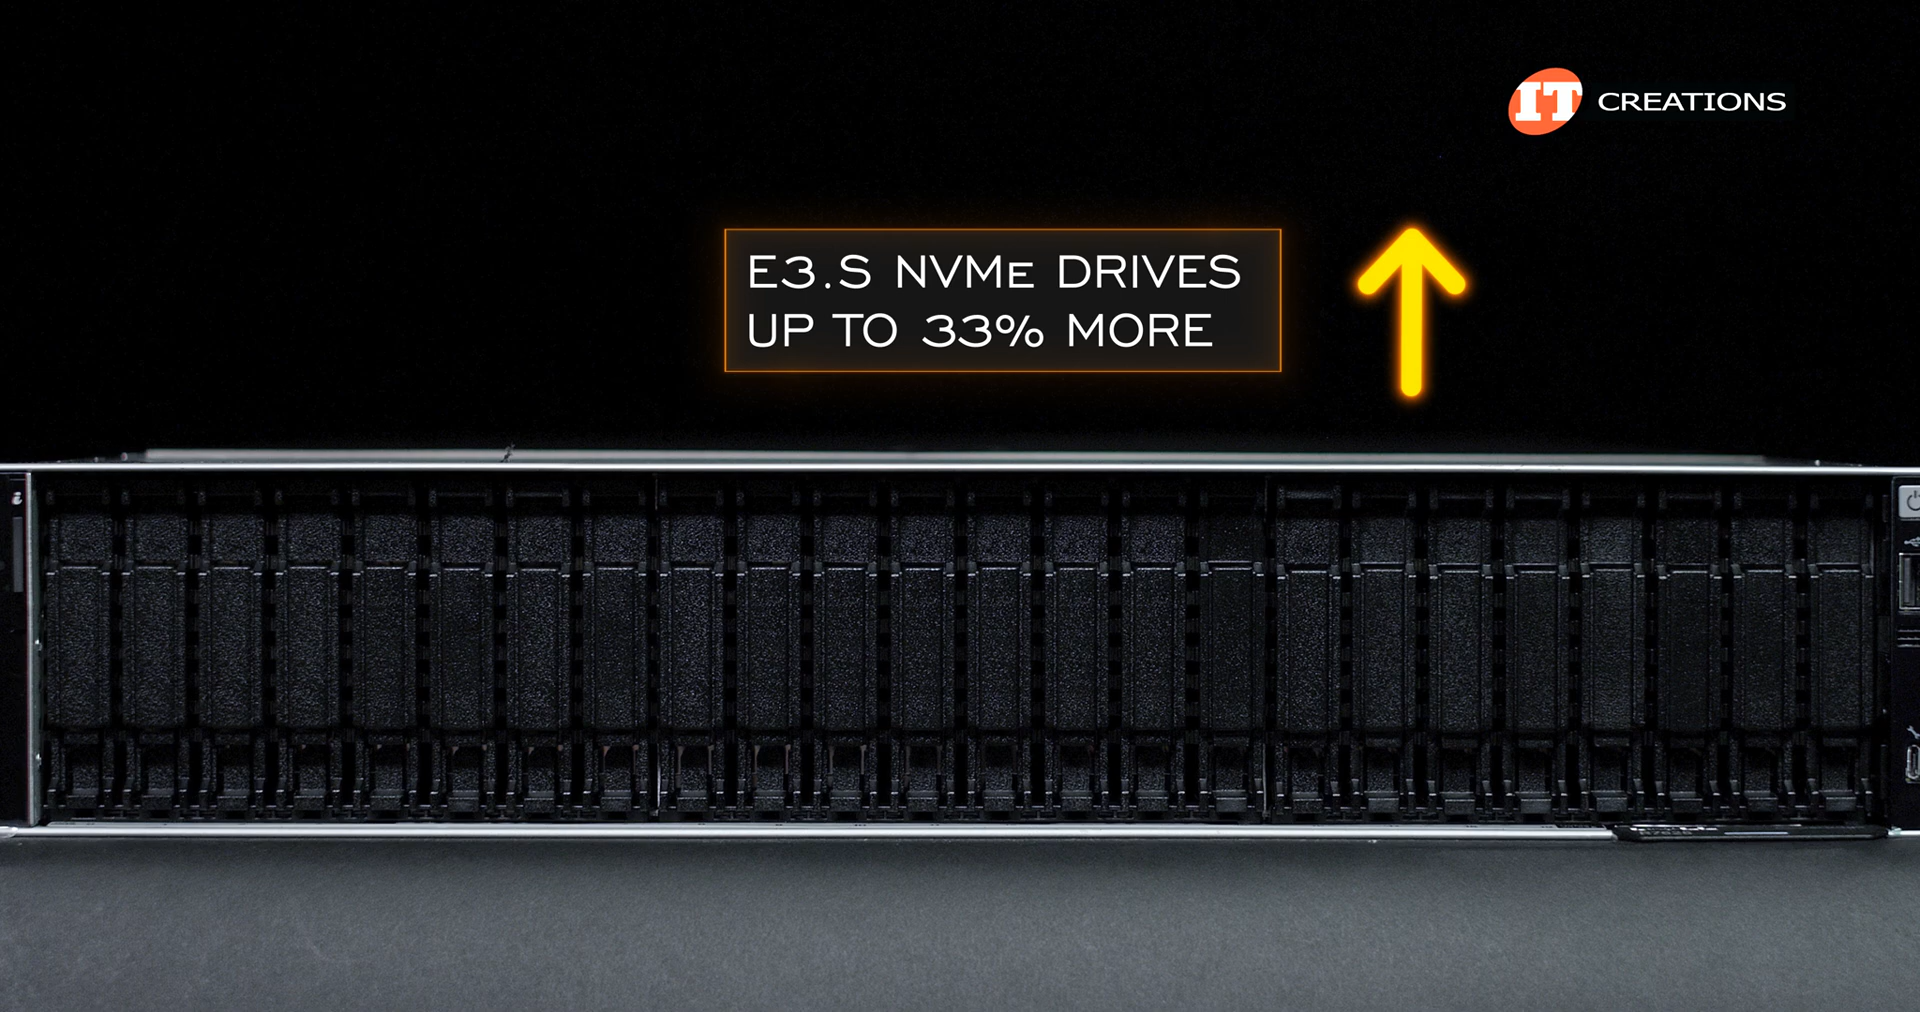 IT CREATIONS
E3.S NVMe DRIVES
UP TO 33% MORE